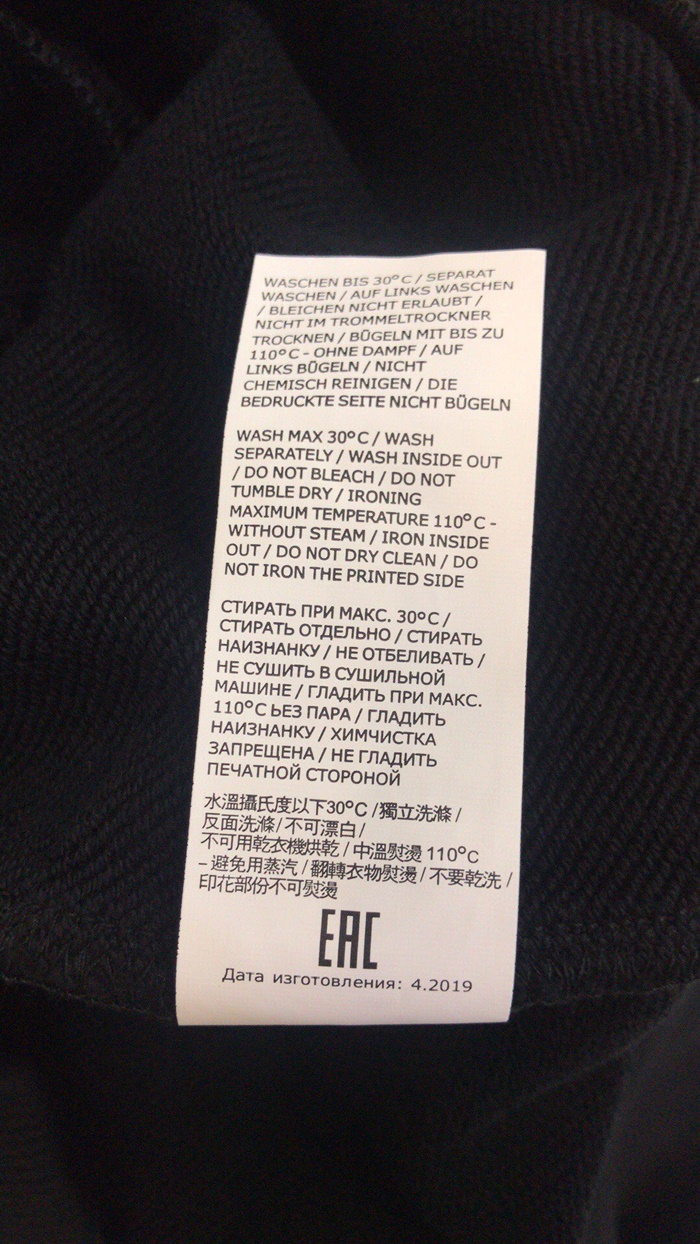 WASCHEN BIS 30°C / SEPARAT
WASCHEN / AUF LINKS WASCHEN
/ BLEICHEN NICHT ERLAUBT /
NICHT IM TROMMELTROCKNER
TROCKNEN / BÜGELN MIT BIS ZU
110°C - OHNE DAMPF / AUF
LINKS BÜGELN / NICHT
CHEMISCH REINIGEN / DIE
BEDRUCKTE SEITE NICHT BÜGELN
WASH MAX 30°C / WASH
SEPARATELY / WASH INSIDE OUT
/ DO NOT BLEACH / DO NOT
TUMBLE DRY / IRONING
MAXIMUM TEMPERATURE 110°C -
WITHOUT STEAM / IRON INSIDE
OUT / DO NOT DRY CLEAN / DO
NOT IRON THE PRINTED SIDE
СТИРАТЬ ПРИ МАКС. 30°C /
СТИРАТЬ ОТДЕЛЬНО / СТИРАТЬ
НАИЗНАНКУ / НЕ ОТБЕЛИВАТЬ /
НЕ СУШИТЬ В СУШИЛЬНОЙ
МАШИНЕ / ГЛАДИТЬ ПРИ МАКС.
110°C ЬЕЗ ПАРА / ГЛАДИТЬ
НАИЗНАНКУ / ХИМЧИСТКА
ЗАПРЕЩЕНА / НЕ ГЛАДИТЬ
ПЕЧАТНОЙ СТОРОНОЙ
水溫攝氏度以下30°C /獨立洗滌 /
反面洗滌/ 不可漂白/
不可用乾衣機烘乾 / 中溫熨燙 110°C
– 避免用蒸汽 / 翻轉衣物熨燙 / 不要乾洗 /
印花部份不可熨燙
EAC
Дата изготовления: 4.2019